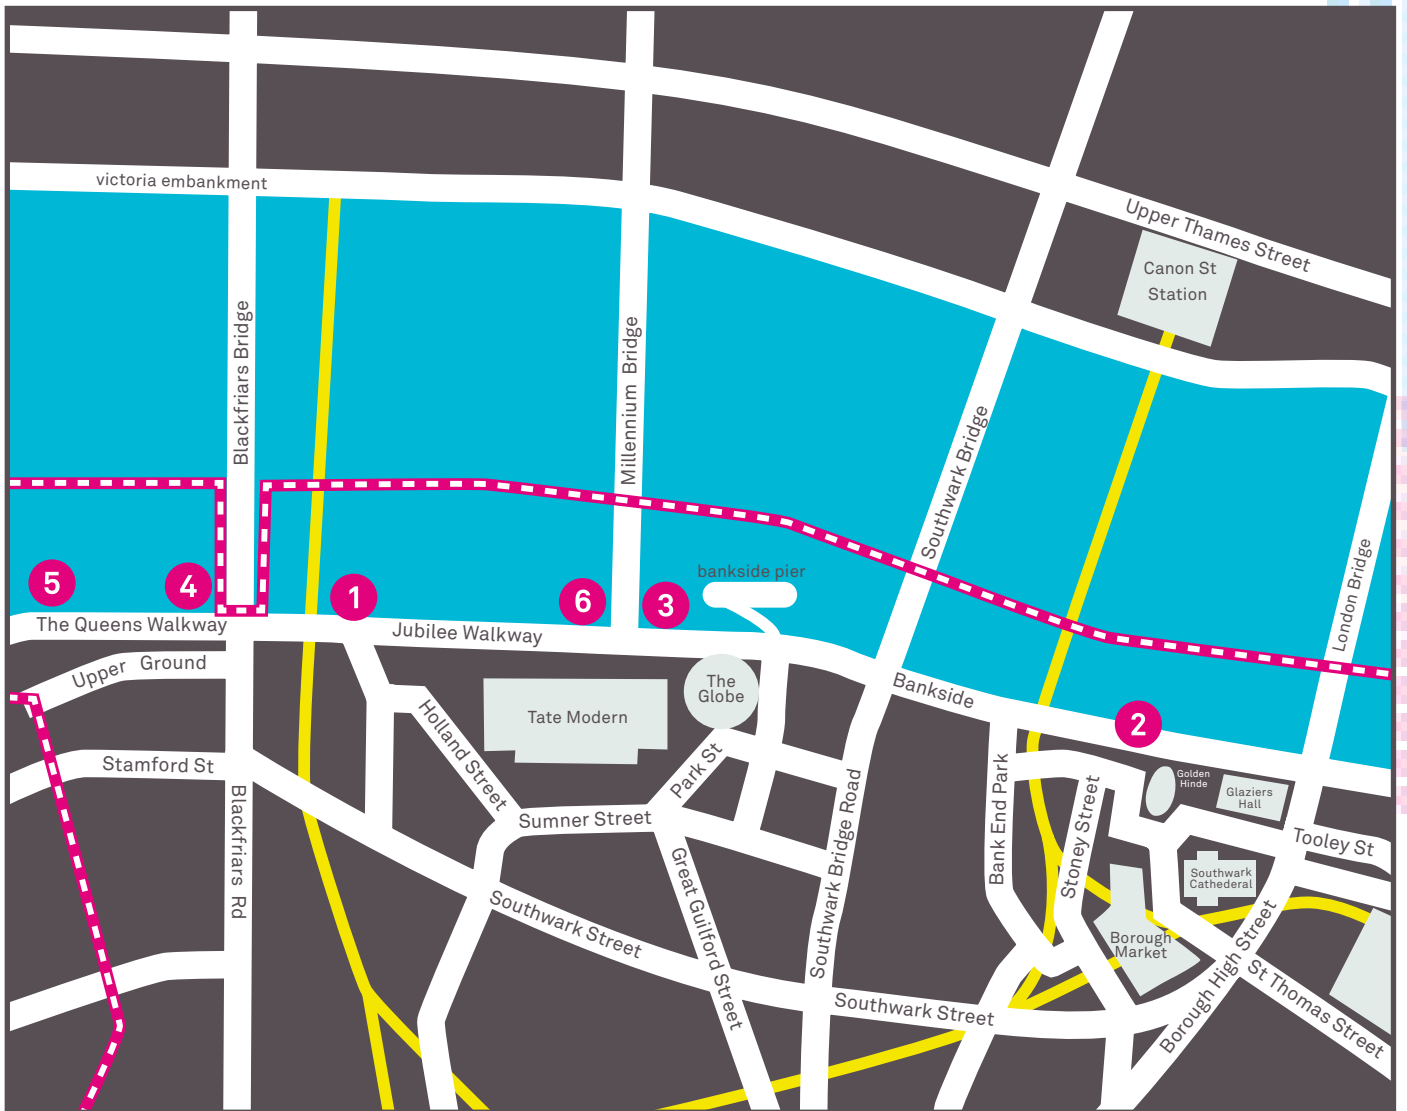 victoria embankment
Upper Thames Street
Canon St
Station
Blackfriars Bridge
Millennium Bridge
Southwark Bridge
London Bridge
bankside pier
5
4
1
6
3
The Queens Walkway
Jubilee Walkway
Upper Ground
The
Globe
Bankside
2
Tate Modern
Holland Street
Park St
Stamford St
Golden
Hinde
Glaziers
Hall
Sumner Street
Blackfriars Rd
Southwark Bridge Road
Bank End Park
Stoney Street
Tooley St
Southwark
Cathederal
Great Guilford Street
Southwark Street
Borough
Market
Borough High Street
St Thomas Street
Southwark Street